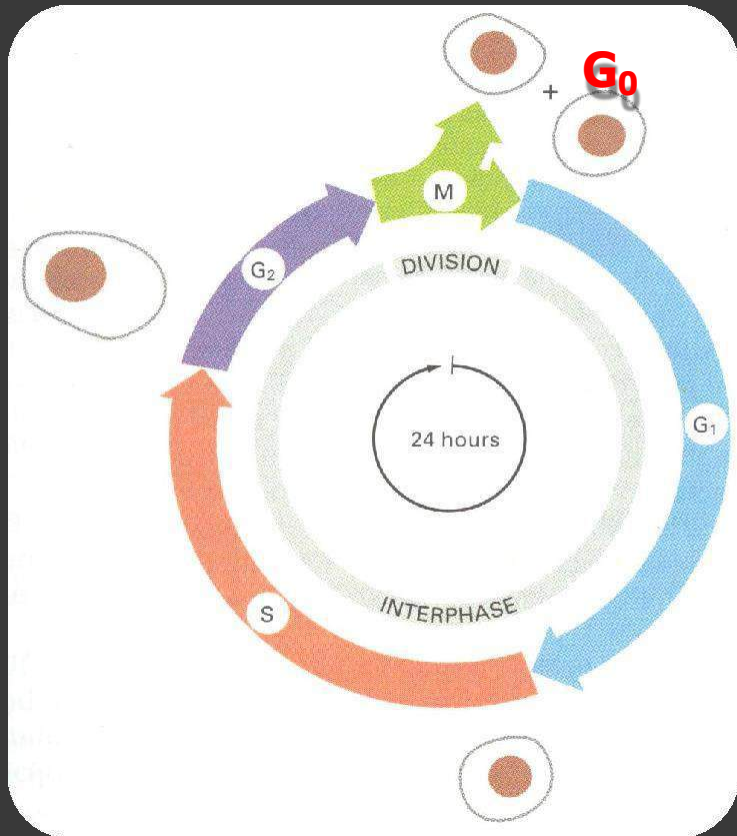 G₀
+
M
DIVISION
G₂
24 hours
G₁
INTERPHASE
S